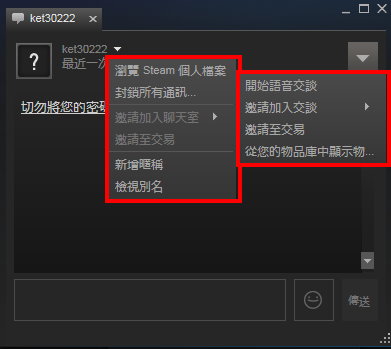 ket30222
ket30222
最近一次
切勿將您的密碼
瀏覽 Steam 個人檔案
封鎖所有通訊...
邀請加入聊天室
邀請至交易
新增暱稱
檢視別名
開始語音交談
邀請加入交談
邀請至交易
從您的物品庫中顯示物...
傳送